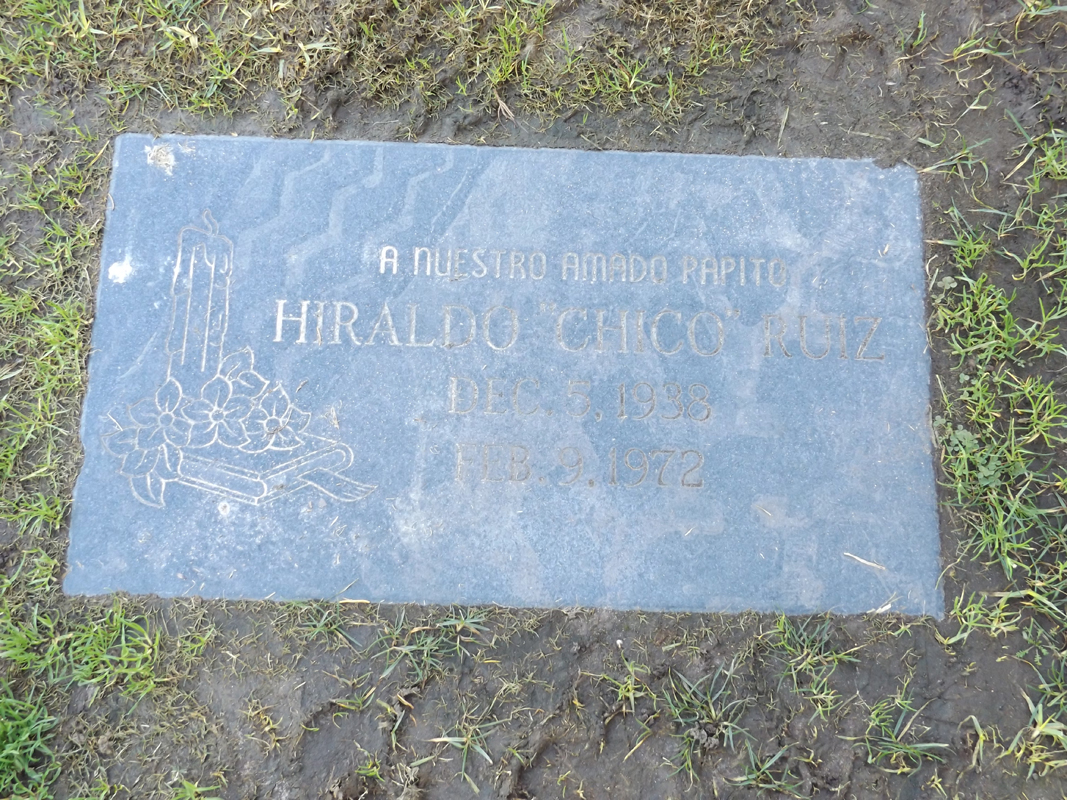 A NUESTRO AMADO PAPITO
HIRALDO "CHICO" RUIZ
DEC. 5, 1938
FEB. 9, 1972